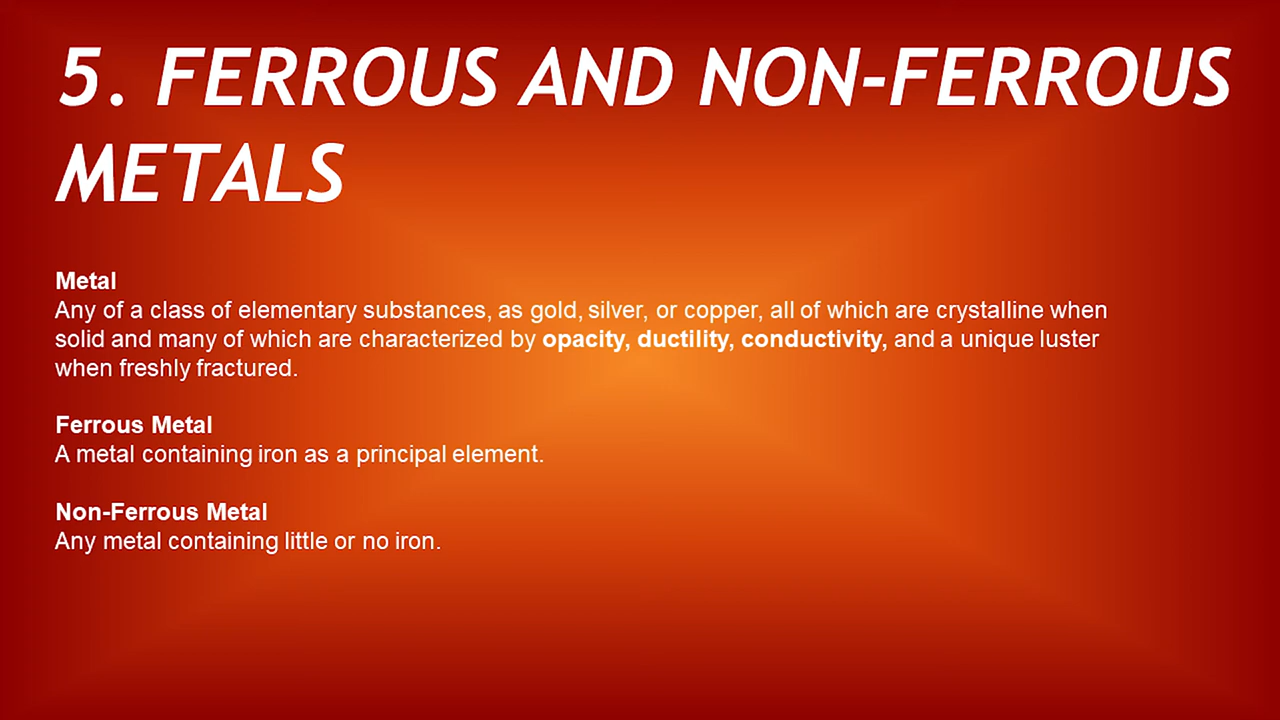 5. FERROUS AND NON-FERROUS
METALS
Metal
Any of a class of elementary substances, as gold, silver, or copper, all of which are crystalline when
solid and many of which are characterized by opacity, ductility, conductivity, and a unique luster
when freshly fractured.
Ferrous Metal
A metal containing iron as a principal element.
Non-Ferrous Metal
Any metal containing little or no iron.